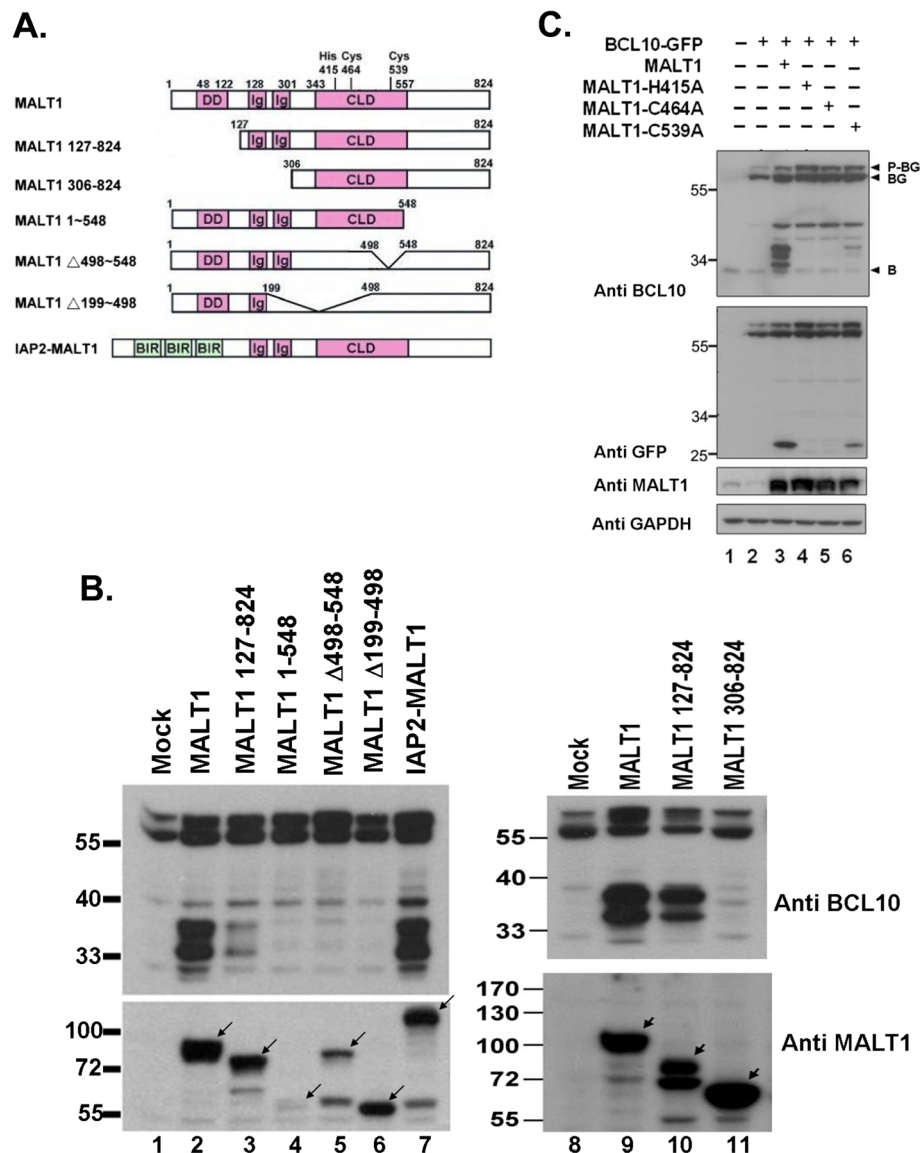 A.
His Cys Cys
1 48 122 128 301 343 415 464 539 557 824
MALT1 DD Ig Ig CLD
127 824
MALT1 127-824 Ig Ig
306 824
MALT1 306-824 CLD
1 548
MALT1 1~548 DD Ig Ig CLD
1 498 548 824
MALT1 △498~548 DD Ig Ig
1 199 498 824
MALT1 △199~498 DD Ig
IAP2-MALT1 BIR BIR BIR Ig Ig CLD
C.
BCL10-GFP – + + + + +
MALT1 – – + – – –
MALT1-H415A – – – + – –
MALT1-C464A – – – – + –
MALT1-C539A – – – – – +
P-BG
55 BG
34
B
Anti BCL10
55
34
Anti GFP 25
Anti MALT1
Anti GAPDH
1 2 3 4 5 6
B.
Mock
MALT1
MALT1 127-824
MALT1 1-548
MALT1 Δ498-548
MALT1 Δ199-498
IAP2-MALT1
55
40
33
100
72
55
1 2 3 4 5 6 7
Mock
MALT1
MALT1 127-824
MALT1 306-824
55
40
Anti BCL10
33
170
130
100 Anti MALT1
72
55
8 9 10 11